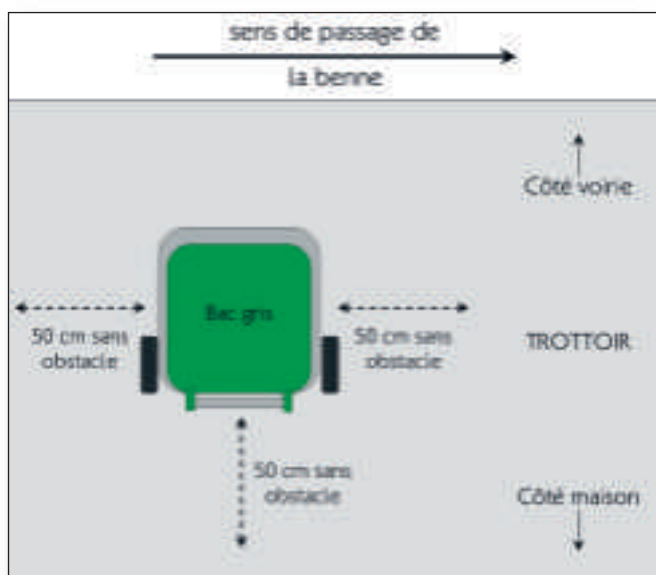 sens de passage de
la benne
Côté voirie
Bac gris
50 cm sans
obstacle
50 cm sans
obstacle
TROTTOIR
50 cm sans
obstacle
Côté maison